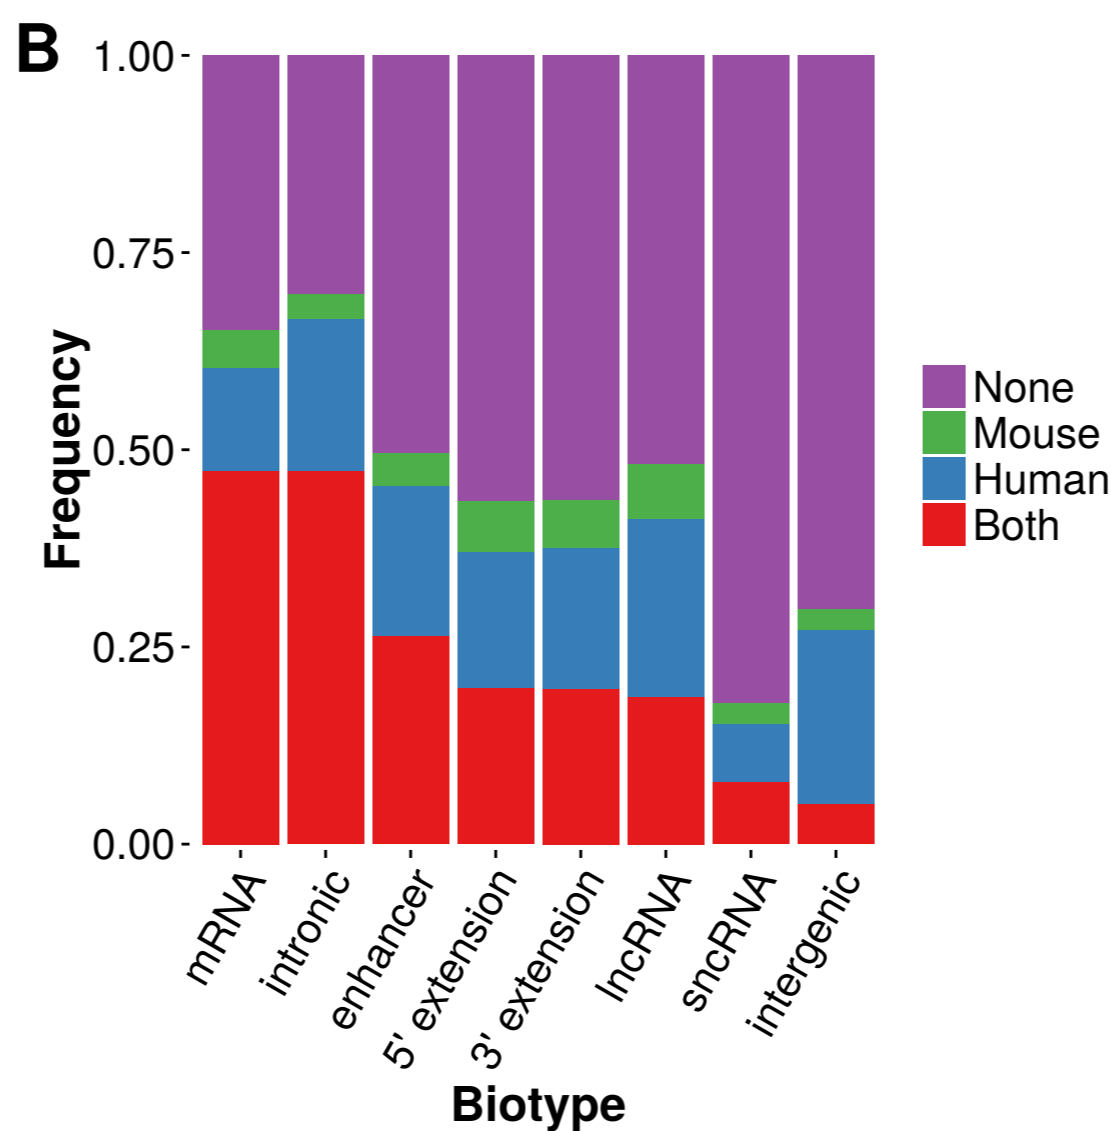 B
1.00
0.75
0.50
0.25
0.00
Frequency
mRNA
intronic
enhancer
5' extension
3' extension
lncRNA
sncRNA
intergenic
Biotype
None
Mouse
Human
Both